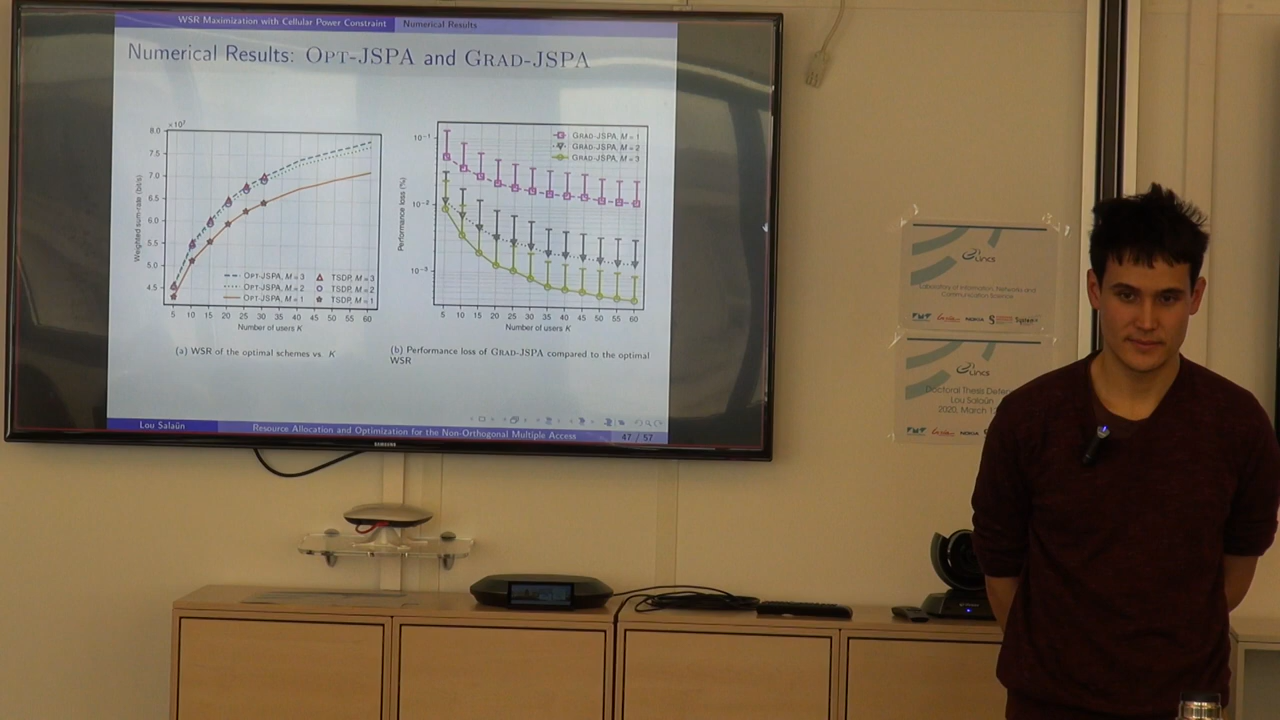 WSR Maximization with Cellular Power Constraint Numerical Results
Numerical Results: OPT-JSPA and GRAD-JSPA
×10²
8.0
7.5
7.0
6.5
6.0
5.5
5.0
4.5
Weighted sum-rate (bit/s)
OPT-JSPA, M = 3 TSDP, M = 3
OPT-JSPA, M = 2 TSDP, M = 2
OPT-JSPA, M = 1 TSDP, M = 1
5 10 15 20 25 30 35 40 45 50 55 60
Number of users K
(a) WSR of the optimal schemes vs. K
GRAD-JSPA, M = 1
GRAD-JSPA, M = 2
GRAD-JSPA, M = 3
10⁻¹
10⁻²
10⁻³
Performance loss (%)
5 10 15 20 25 30 35 40 45 50 55 60
Number of users K
(b) Performance loss of GRAD-JSPA compared to the optimal
WSR
Lou Salaün Resource Allocation and Optimization for the Non-Orthogonal Multiple Access 47 / 57
SAMSUNG
Lincs
Laboratory of Information, Networks and
Communication Science
NOKIA
Lincs
Doctoral Thesis Defen
Lou Salaün
2020, March 1
NOKIA